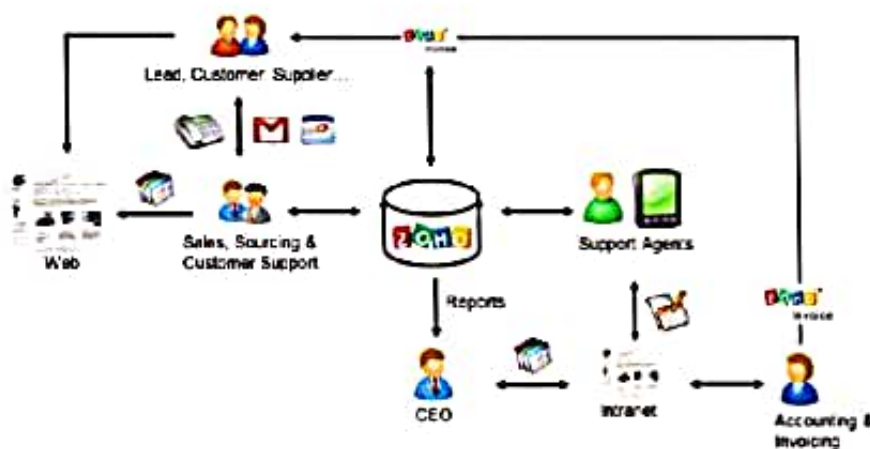 ZOHO
Lead, Customer Supplier...
Web
Sales, Sourcing &
Customer Support
ZOHO
Support Agents
Reports
ZOHO
Invoice
CEO
Intranet
Accounting &
Invoicing